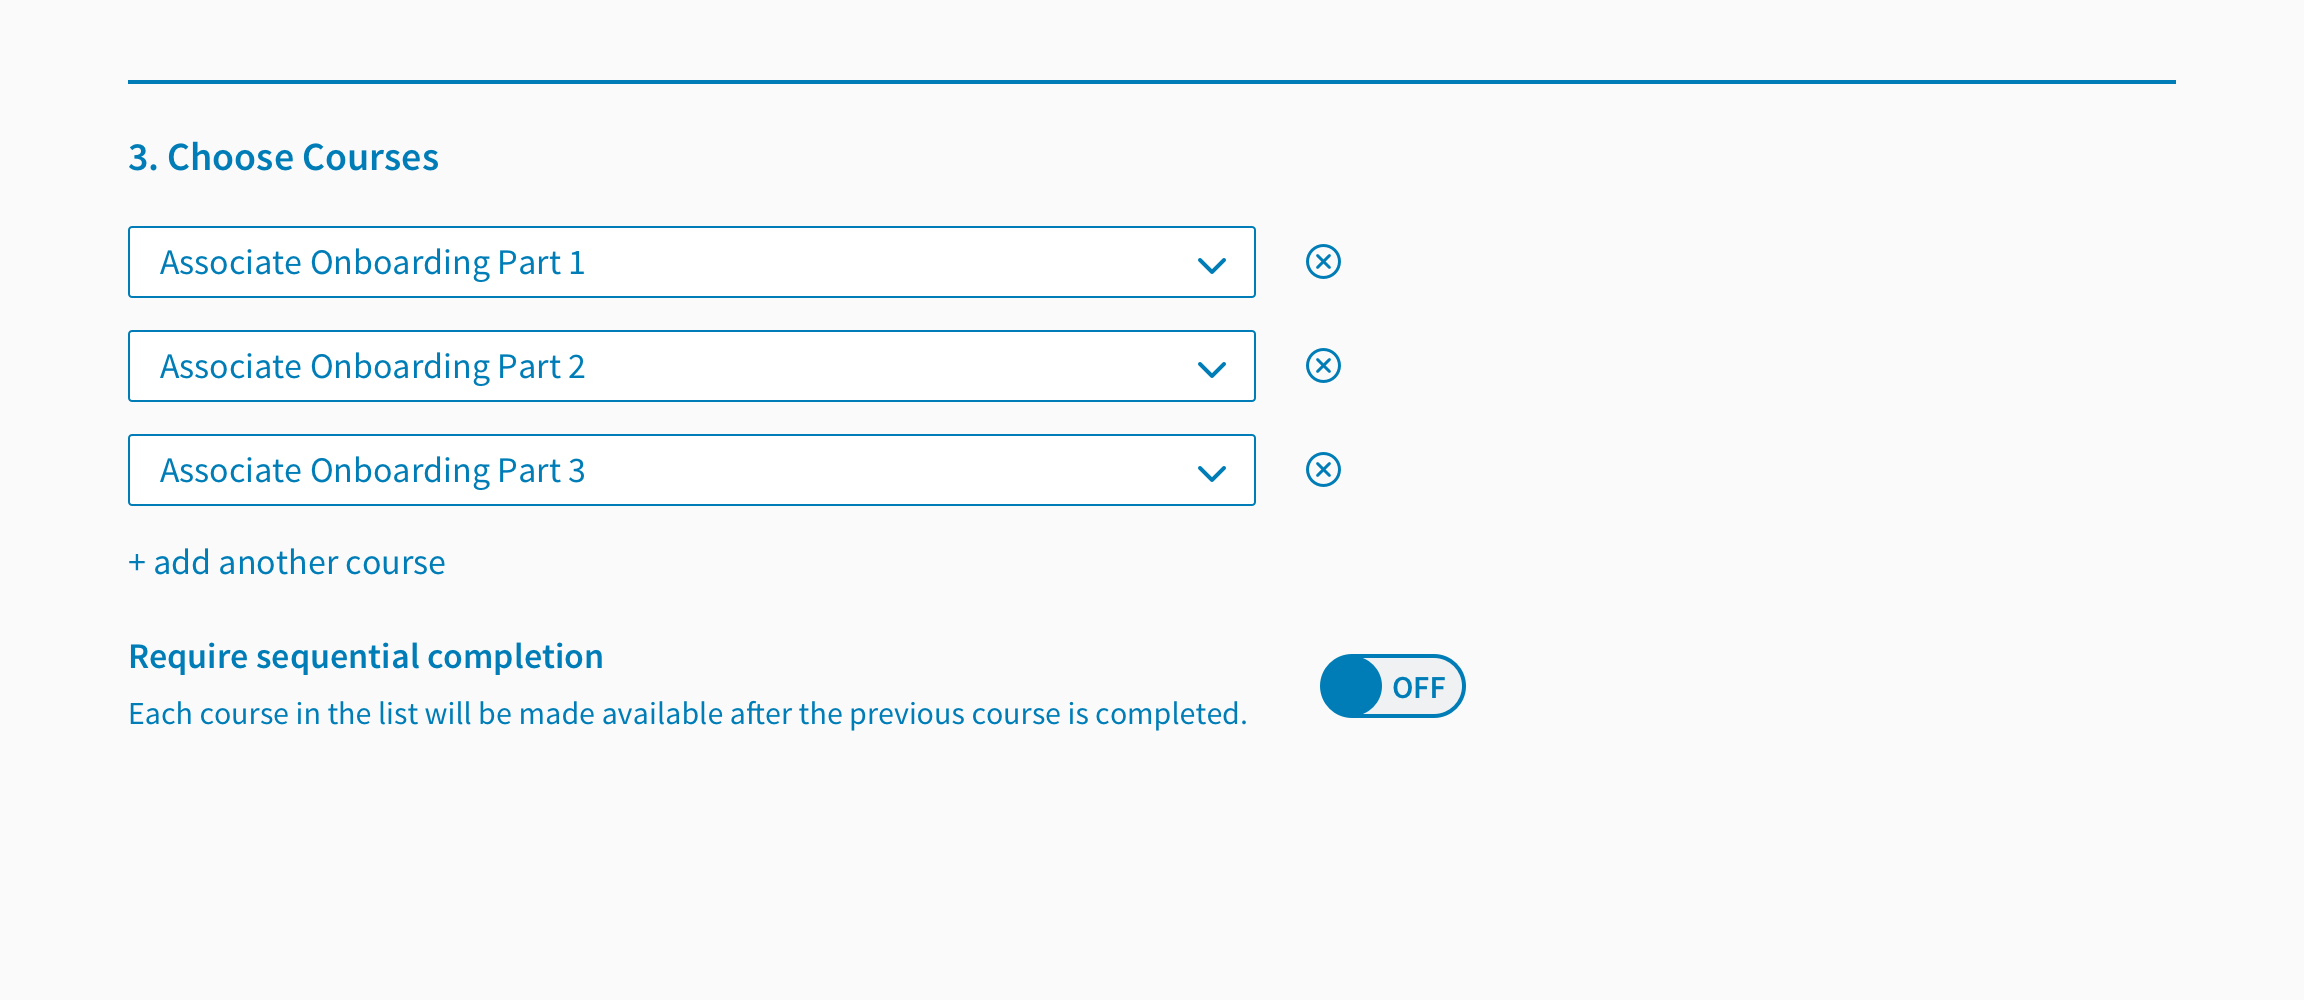 3. Choose Courses
Associate Onboarding Part 1
Associate Onboarding Part 2
Associate Onboarding Part 3
+ add another course
Require sequential completion
OFF
Each course in the list will be made available after the previous course is completed.